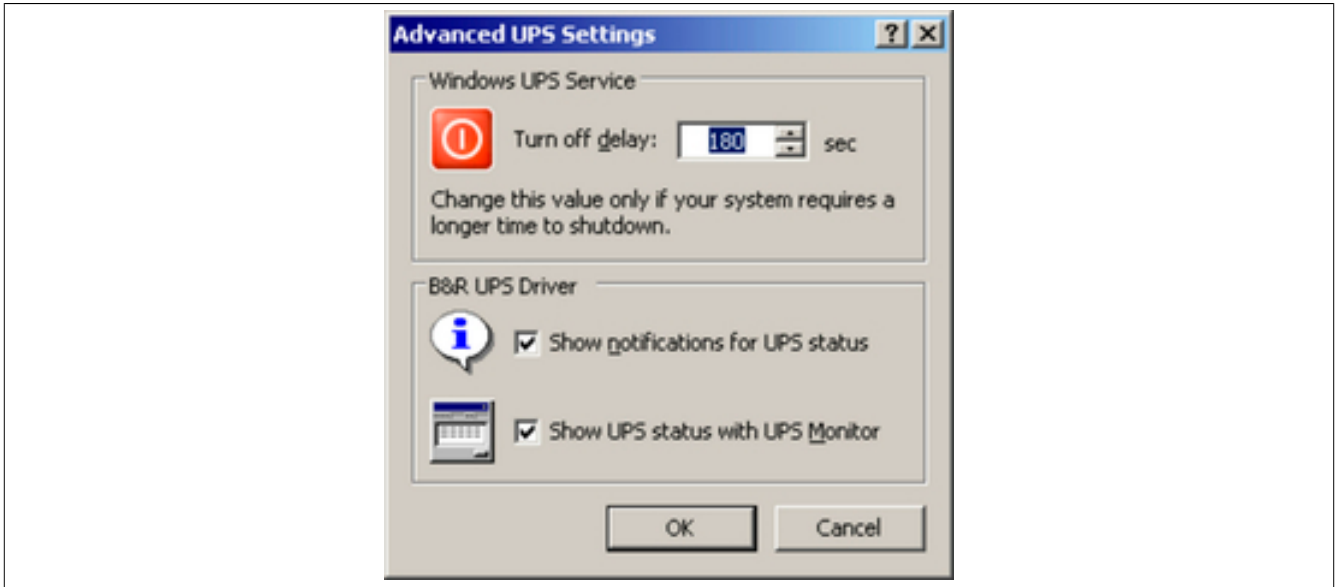 Advanced UPS Settings
Windows UPS Service
Turn off delay: 180 sec
Change this value only if your system requires a
longer time to shutdown.
B&R UPS Driver
Show notifications for UPS status
Show UPS status with UPS Monitor
OK Cancel